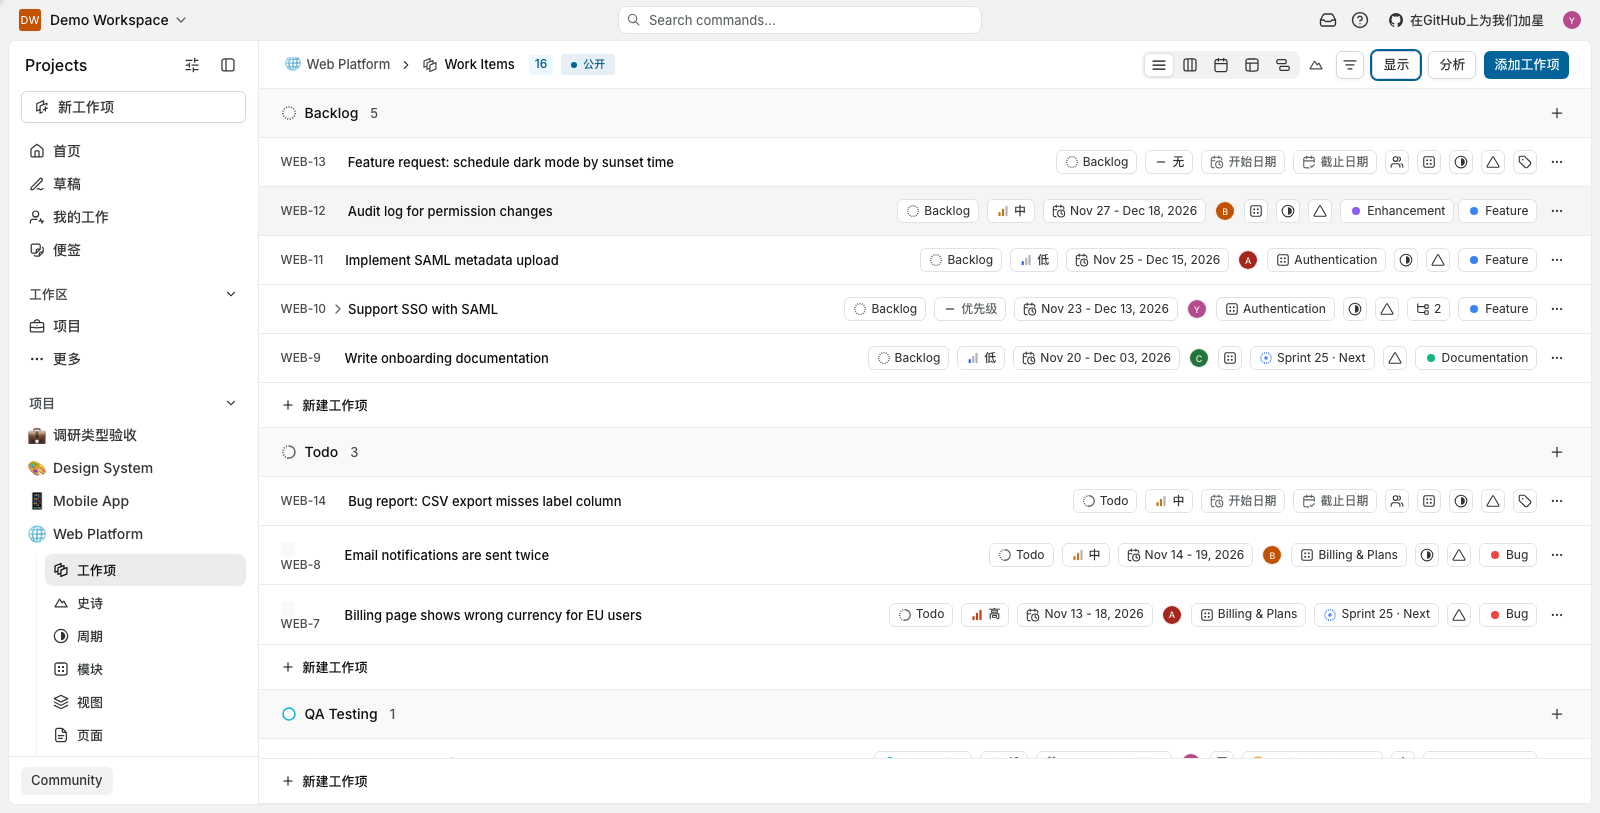 DW Demo Workspace
Search commands...
在GitHub上为我们加星
Y
Projects
新工作项
首页
草稿
我的工作
便签
工作区
项目
更多
项目
调研类型验收
Design System
Mobile App
Web Platform
工作项
史诗
周期
模块
视图
页面
Community
Web Platform Work Items 16 公开
显示 分析 添加工作项
Backlog 5
WEB-13 Feature request: schedule dark mode by sunset time Backlog 无 开始日期 截止日期
WEB-12 Audit log for permission changes Backlog 中 Nov 27 - Dec 18, 2026 B Enhancement Feature
WEB-11 Implement SAML metadata upload Backlog 低 Nov 25 - Dec 15, 2026 A Authentication Feature
WEB-10 Support SSO with SAML Backlog 优先级 Nov 23 - Dec 13, 2026 Y Authentication 2 Feature
WEB-9 Write onboarding documentation Backlog 低 Nov 20 - Dec 03, 2026 C Sprint 25 · Next Documentation
新建工作项
Todo 3
WEB-14 Bug report: CSV export misses label column Todo 中 开始日期 截止日期
WEB-8 Email notifications are sent twice Todo 中 Nov 14 - 19, 2026 B Billing & Plans Bug
WEB-7 Billing page shows wrong currency for EU users Todo 高 Nov 13 - 18, 2026 A Billing & Plans Sprint 25 · Next Bug
新建工作项
QA Testing 1
新建工作项